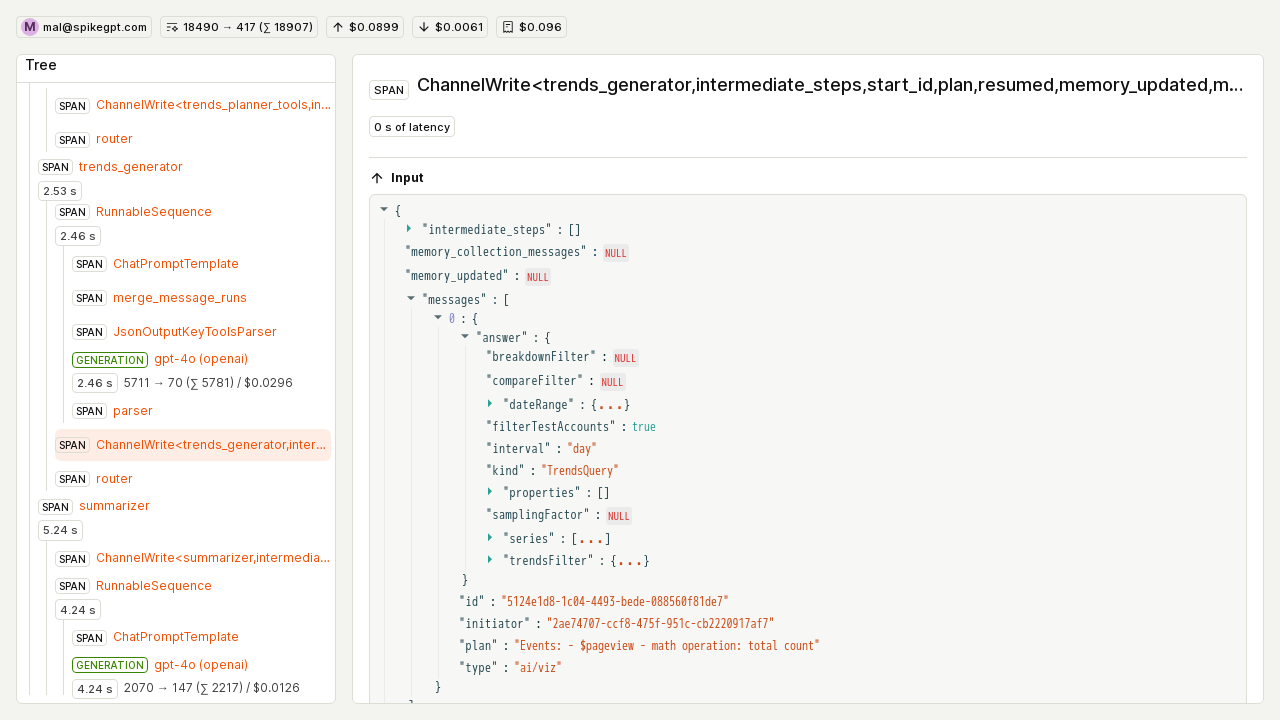 M mal@spikegpt.com 18490 → 417 (∑ 18907) $0.0899 $0.0061 $0.096
Tree
SPAN ChannelWrite<trends_planner_tools,in...
SPAN router
SPAN trends_generator
2.53 s
SPAN RunnableSequence
2.46 s
SPAN ChatPromptTemplate
SPAN merge_message_runs
SPAN JsonOutputKeyToolsParser
GENERATION gpt-4o (openai)
2.46 s 5711 → 70 (∑ 5781) / $0.0296
SPAN parser
SPAN ChannelWrite<trends_generator,inter...
SPAN router
SPAN summarizer
5.24 s
SPAN ChannelWrite<summarizer,intermedia...
SPAN RunnableSequence
4.24 s
SPAN ChatPromptTemplate
GENERATION gpt-4o (openai)
4.24 s 2070 → 147 (∑ 2217) / $0.0126
SPAN ChannelWrite<trends_generator,intermediate_steps,start_id,plan,resumed,memory_updated,m...
0 s of latency
Input
{
"intermediate_steps" : []
"memory_collection_messages" : NULL
"memory_updated" : NULL
"messages" : [
0 : {
"answer" : {
"breakdownFilter" : NULL
"compareFilter" : NULL
"dateRange" : {...}
"filterTestAccounts" : true
"interval" : "day"
"kind" : "TrendsQuery"
"properties" : []
"samplingFactor" : NULL
"series" : [...]
"trendsFilter" : {...}
}
"id" : "5124e1d8-1c04-4493-bede-088560f81de7"
"initiator" : "2ae74707-ccf8-475f-951c-cb2220917af7"
"plan" : "Events: - $pageview - math operation: total count"
"type" : "ai/viz"
}